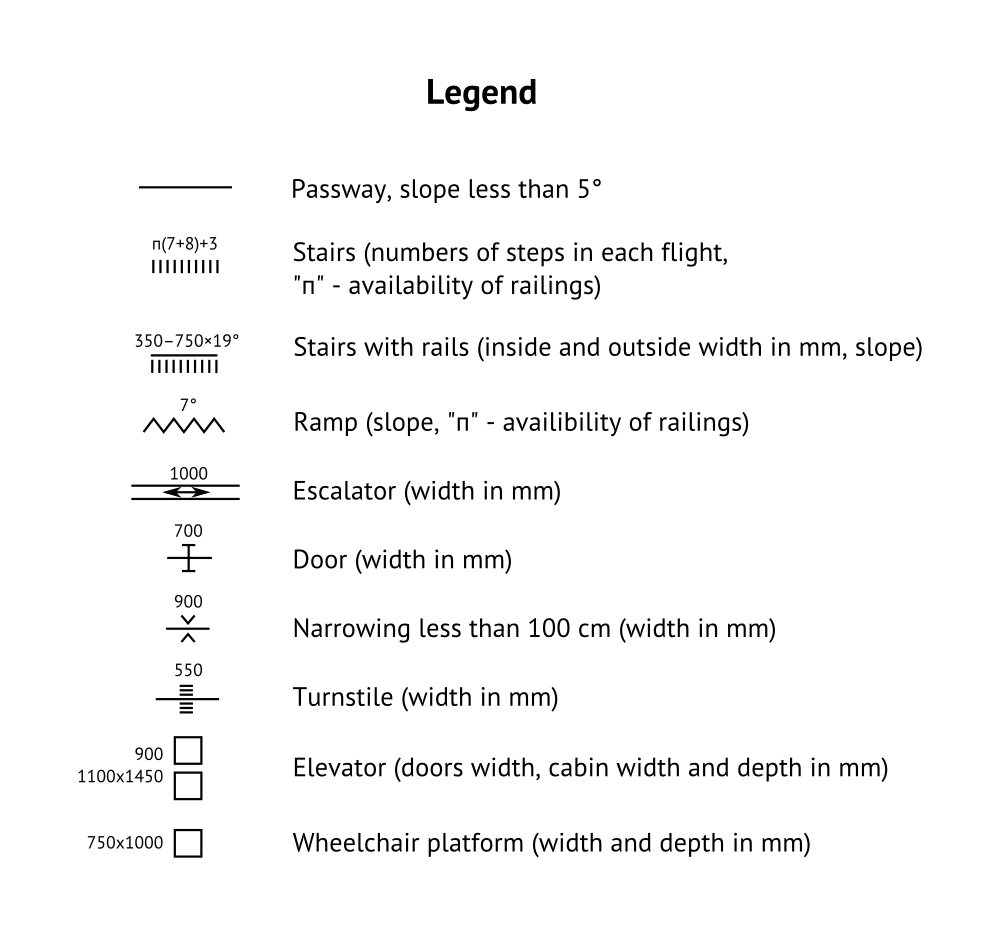 Legend
Passway, slope less than 5°
п(7+8)+3
Stairs (numbers of steps in each flight,
"п" - availability of railings)
350–750×19°
Stairs with rails (inside and outside width in mm, slope)
7°
Ramp (slope, "п" - availibility of railings)
1000
Escalator (width in mm)
700
Door (width in mm)
900
Narrowing less than 100 cm (width in mm)
550
Turnstile (width in mm)
900
1100x1450
Elevator (doors width, cabin width and depth in mm)
750x1000
Wheelchair platform (width and depth in mm)